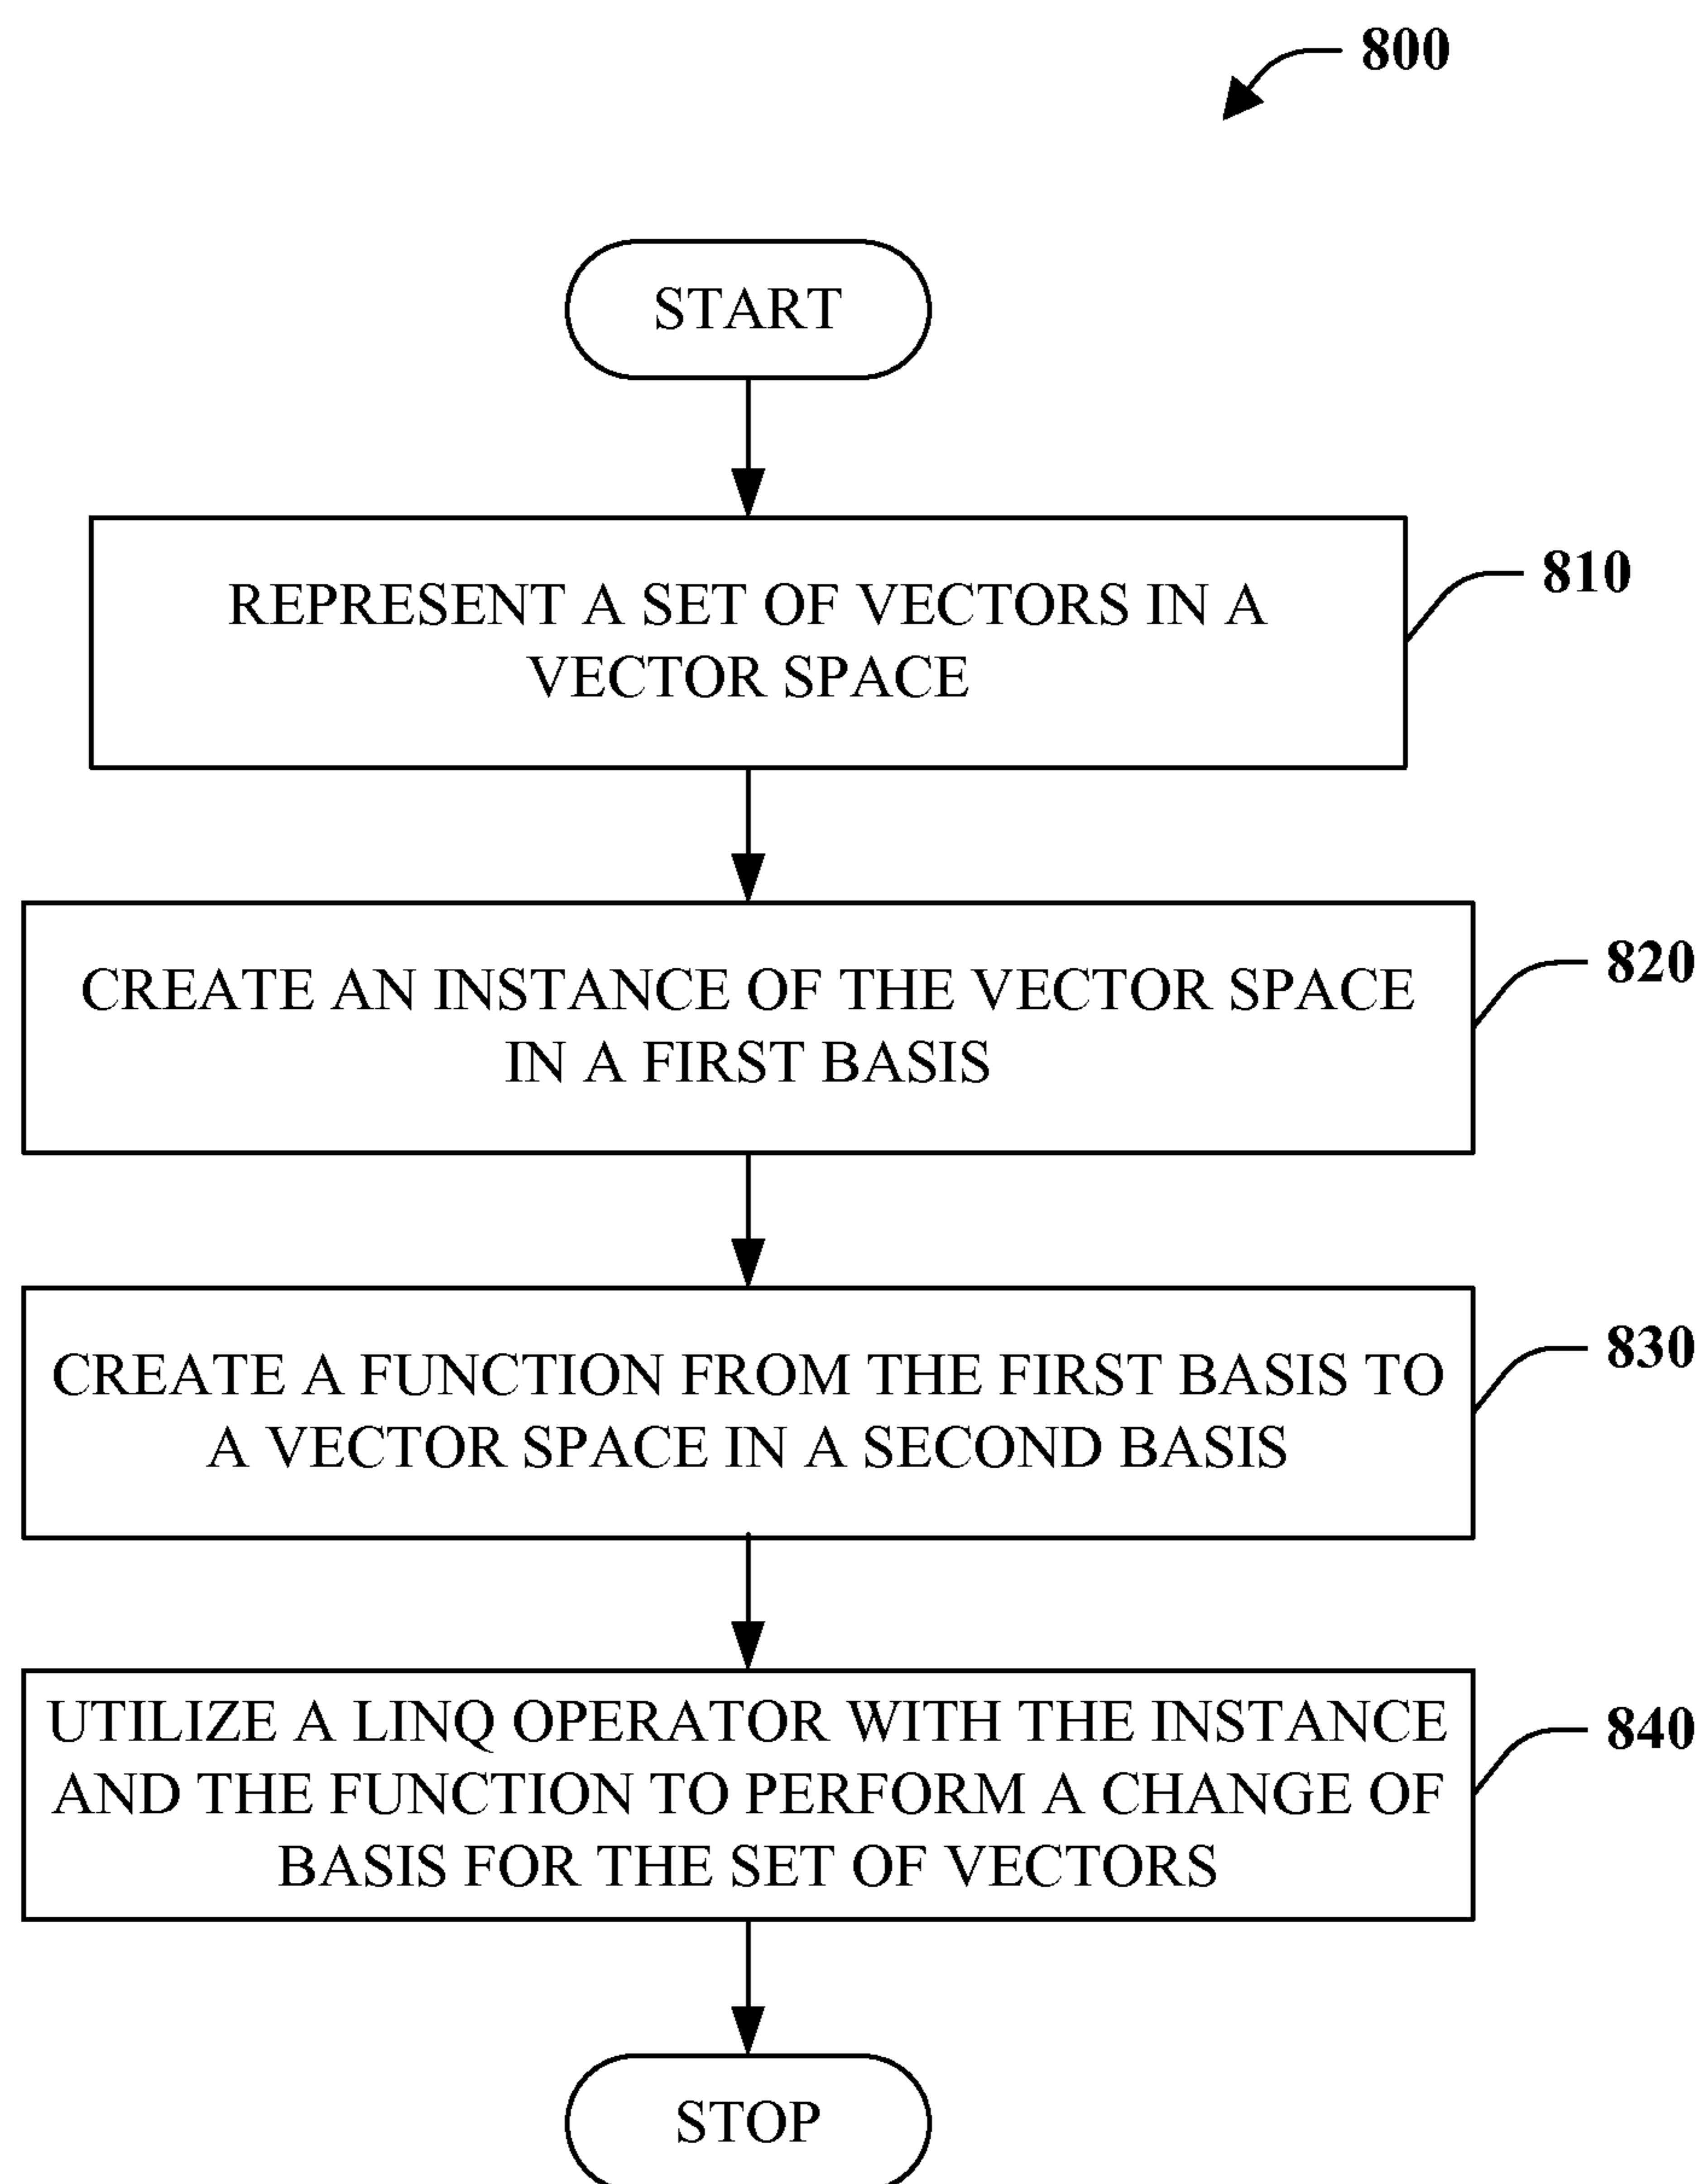 800
START
REPRESENT A SET OF VECTORS IN A
VECTOR SPACE
810
CREATE AN INSTANCE OF THE VECTOR SPACE
IN A FIRST BASIS
820
CREATE A FUNCTION FROM THE FIRST BASIS TO
A VECTOR SPACE IN A SECOND BASIS
830
UTILIZE A LINQ OPERATOR WITH THE INSTANCE
AND THE FUNCTION TO PERFORM A CHANGE OF
BASIS FOR THE SET OF VECTORS
840
STOP